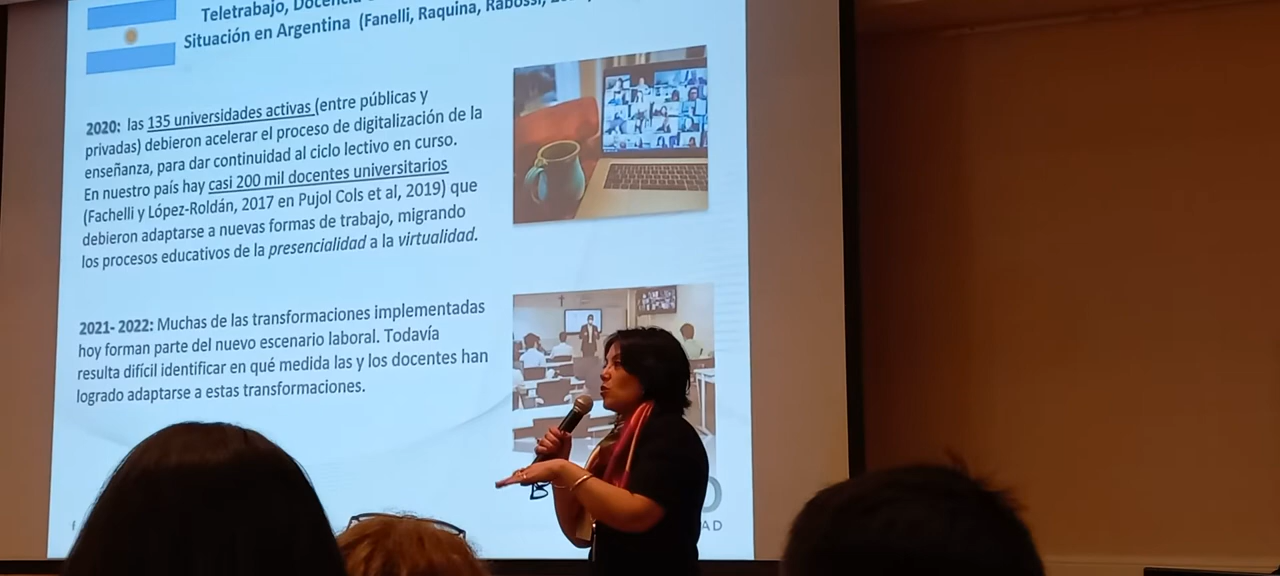 Teletrabajo, Docencia
Situación en Argentina (Fanelli, Raquina, Rabossi,
2020: las 135 universidades activas (entre públicas y
privadas) debieron acelerar el proceso de digitalización de la
enseñanza, para dar continuidad al ciclo lectivo en curso.
En nuestro país hay casi 200 mil docentes universitarios
(Fachelli y López-Roldán, 2017 en Pujol Cols et al, 2019) que
debieron adaptarse a nuevas formas de trabajo, migrando
los procesos educativos de la presencialidad a la virtualidad.
2021- 2022: Muchas de las transformaciones implementadas
hoy forman parte del nuevo escenario laboral. Todavía
resulta difícil identificar en qué medida las y los docentes han
logrado adaptarse a estas transformaciones.
AD